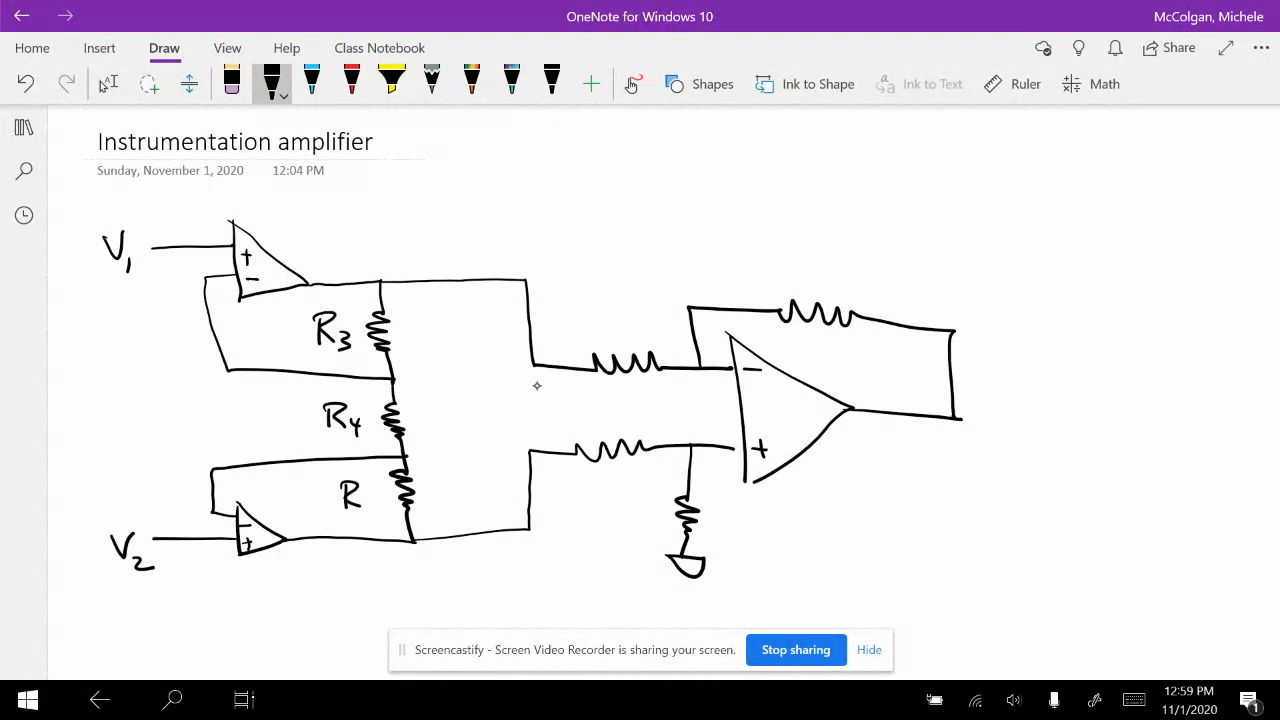 OneNote for Windows 10
McColgan, Michele
Home Insert Draw View Help Class Notebook Share
Shapes Ink to Shape Ink to Text Ruler Math
Instrumentation amplifier
Sunday, November 1, 2020 12:04 PM
V1
+
-
R3
-
R4
+
R
-
V2
+
Screencastify - Screen Video Recorder is sharing your screen. Stop sharing Hide
12:59 PM
11/1/2020
1